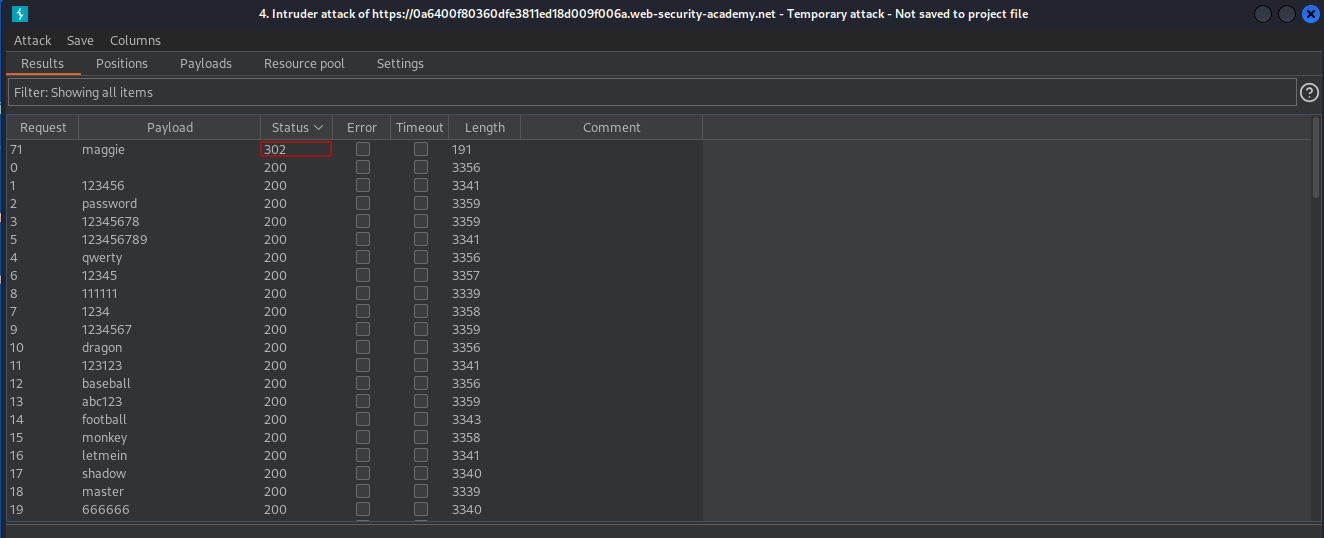 4. Intruder attack of https://0a6400f80360dfe3811ed18d009f006a.web-security-academy.net - Temporary attack - Not saved to project file
Attack Save Columns
Results Positions Payloads Resource pool Settings
Filter: Showing all items ?
Request Payload Status Error Timeout Length Comment
71 maggie 302 191
0 200 3356
1 123456 200 3341
2 password 200 3359
3 12345678 200 3359
5 123456789 200 3341
4 qwerty 200 3356
6 12345 200 3357
8 111111 200 3339
7 1234 200 3358
9 1234567 200 3359
10 dragon 200 3356
11 123123 200 3341
12 baseball 200 3356
13 abc123 200 3359
14 football 200 3343
15 monkey 200 3358
16 letmein 200 3341
17 shadow 200 3340
18 master 200 3339
19 666666 200 3340